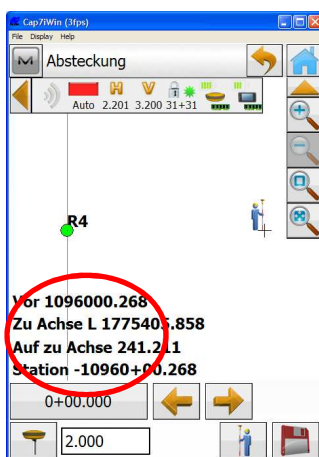 Cap7iWin (3fps)
File Display Help
Absteckung
H V
Auto 2.201 3.200 31+31
R4
Vor 1096000.268
Zu Achse L 1775405.858
Auf zu Achse 241.211
Station -10960+00.268
0+00.000
2.000